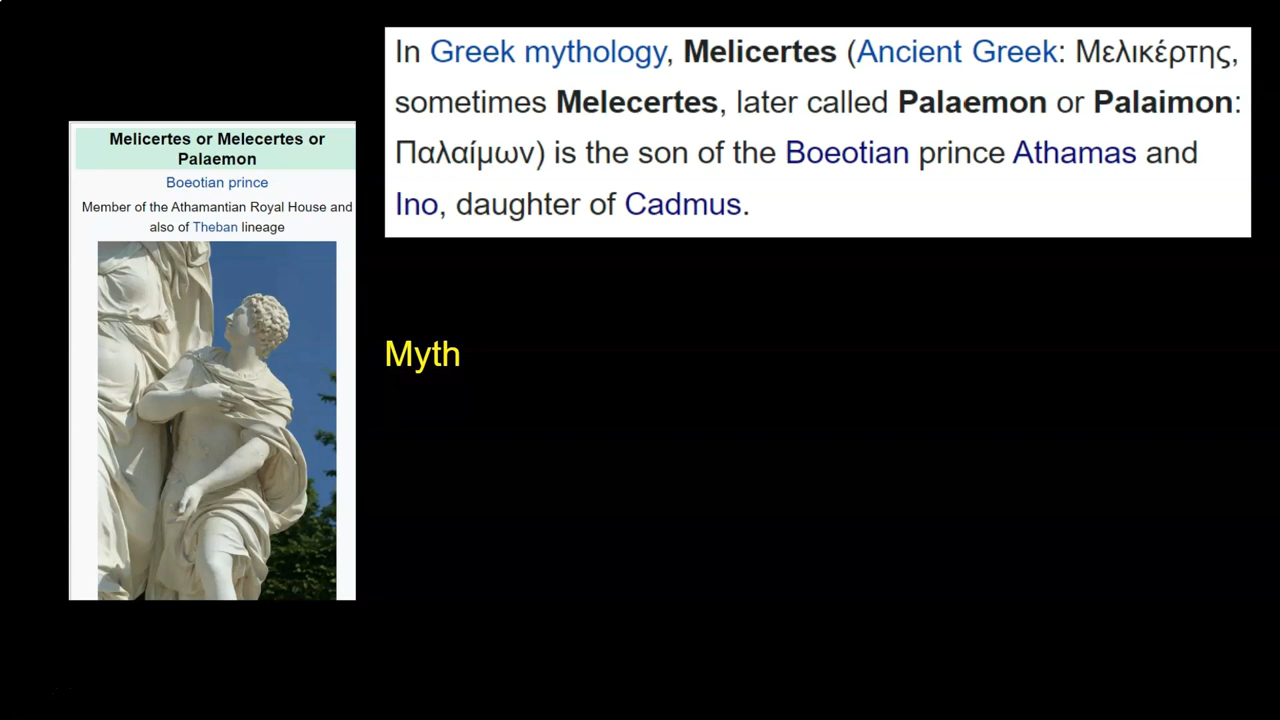 Melicertes or Melecertes or
Palaemon
Boeotian prince
Member of the Athamantian Royal House and
also of Theban lineage
In Greek mythology, Melicertes (Ancient Greek: Μελικέρτης,
sometimes Melecertes, later called Palaemon or Palaimon:
Παλαίμων) is the son of the Boeotian prince Athamas and
Ino, daughter of Cadmus.
Myth